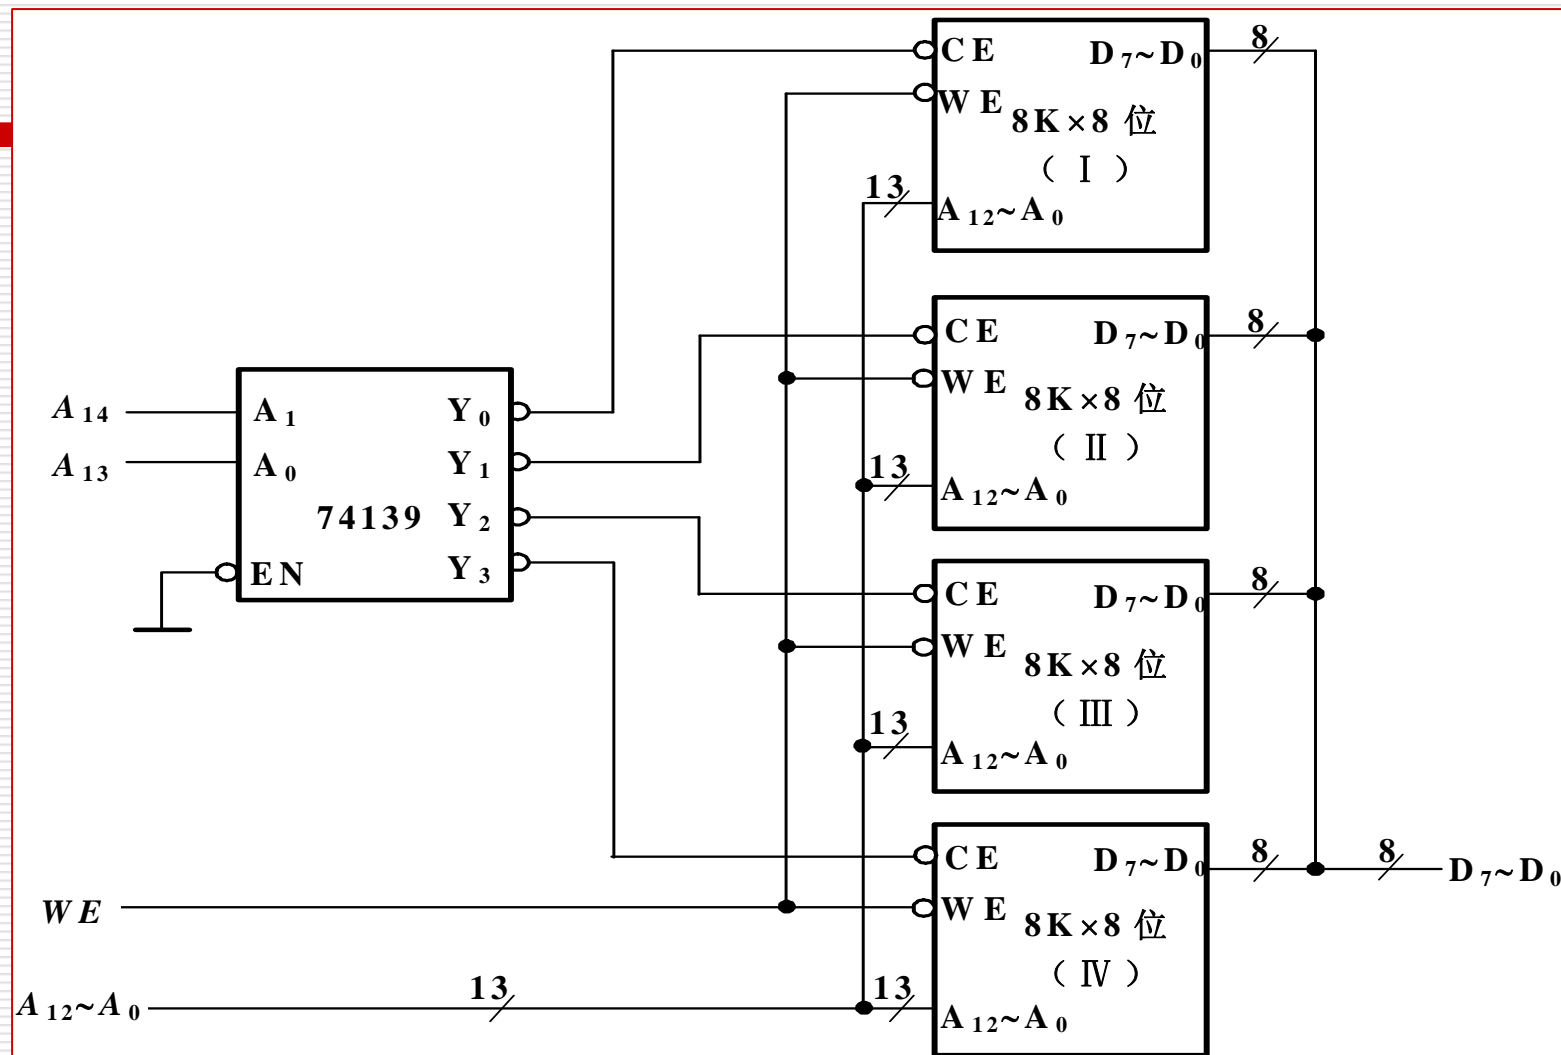 CE D₇~D₀ 8
WE
8K×8 位
( Ⅰ )
13 A₁₂~A₀
CE D₇~D₀ 8
WE
8K×8 位
( Ⅱ )
13 A₁₂~A₀
A₁₄ A₁ Y₀
A₁₃ A₀ Y₁
74139 Y₂
EN Y₃
CE D₇~D₀ 8
WE
8K×8 位
( Ⅲ )
13 A₁₂~A₀
CE D₇~D₀ 8 8 D₇~D₀
WE WE
8K×8 位
( Ⅳ )
A₁₂~A₀ 13 13 A₁₂~A₀